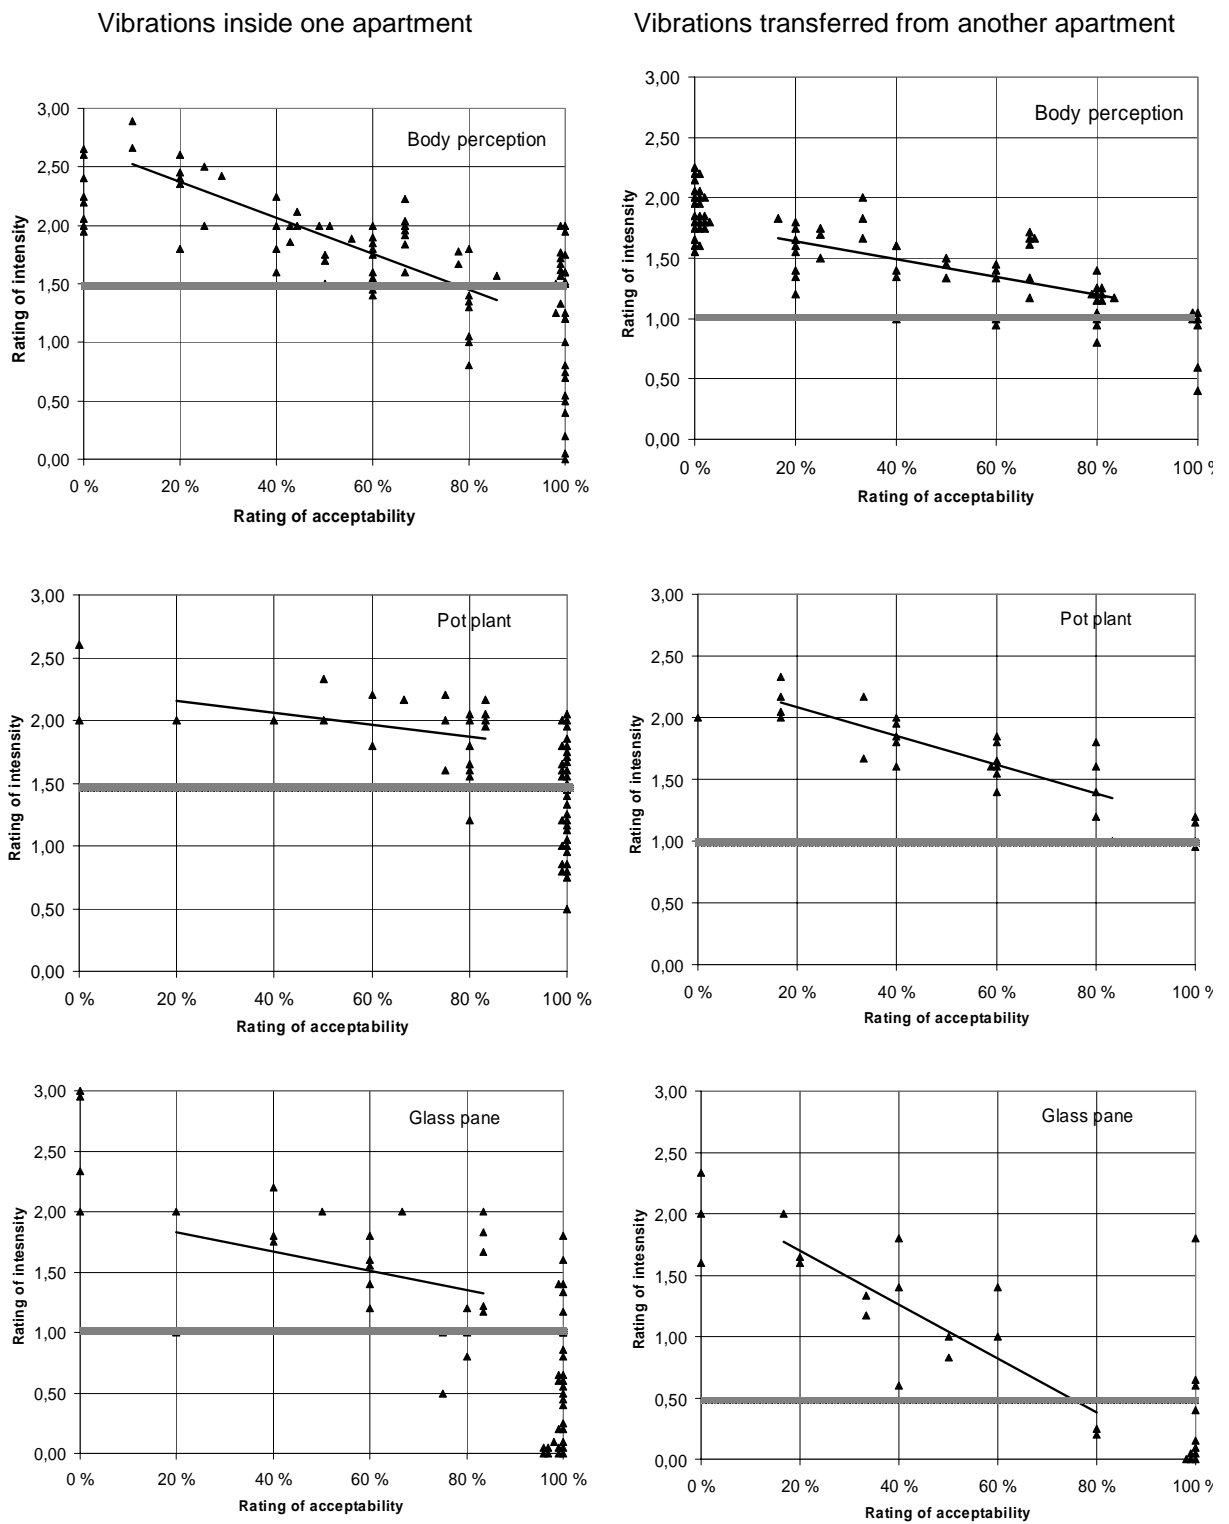 Vibrations inside one apartment
Vibrations transferred from another apartment
Body perception
3,00
2,50
2,00
1,50
1,00
0,50
0,00
Rating of intensity
0 % 20 % 40 % 60 % 80 % 100 %
Rating of acceptability
Body perception
3,00
2,50
2,00
1,50
1,00
0,50
0,00
Rating of intesnsity
0 % 20 % 40 % 60 % 80 % 100 %
Rating of acceptability
Pot plant
3,00
2,50
2,00
1,50
1,00
0,50
0,00
Rating of intesnsity
0 % 20 % 40 % 60 % 80 % 100 %
Rating of acceptability
Pot plant
3,00
2,50
2,00
1,50
1,00
0,50
0,00
Rating of intesnsity
0 % 20 % 40 % 60 % 80 % 100 %
Rating of acceptability
Glass pane
3,00
2,50
2,00
1,50
1,00
0,50
0,00
Rating of intesnsity
0 % 20 % 40 % 60 % 80 % 100 %
Rating of acceptability
Glass pane
3,00
2,50
2,00
1,50
1,00
0,50
0,00
Rating of intesnsity
0 % 20 % 40 % 60 % 80 % 100 %
Rating of acceptability